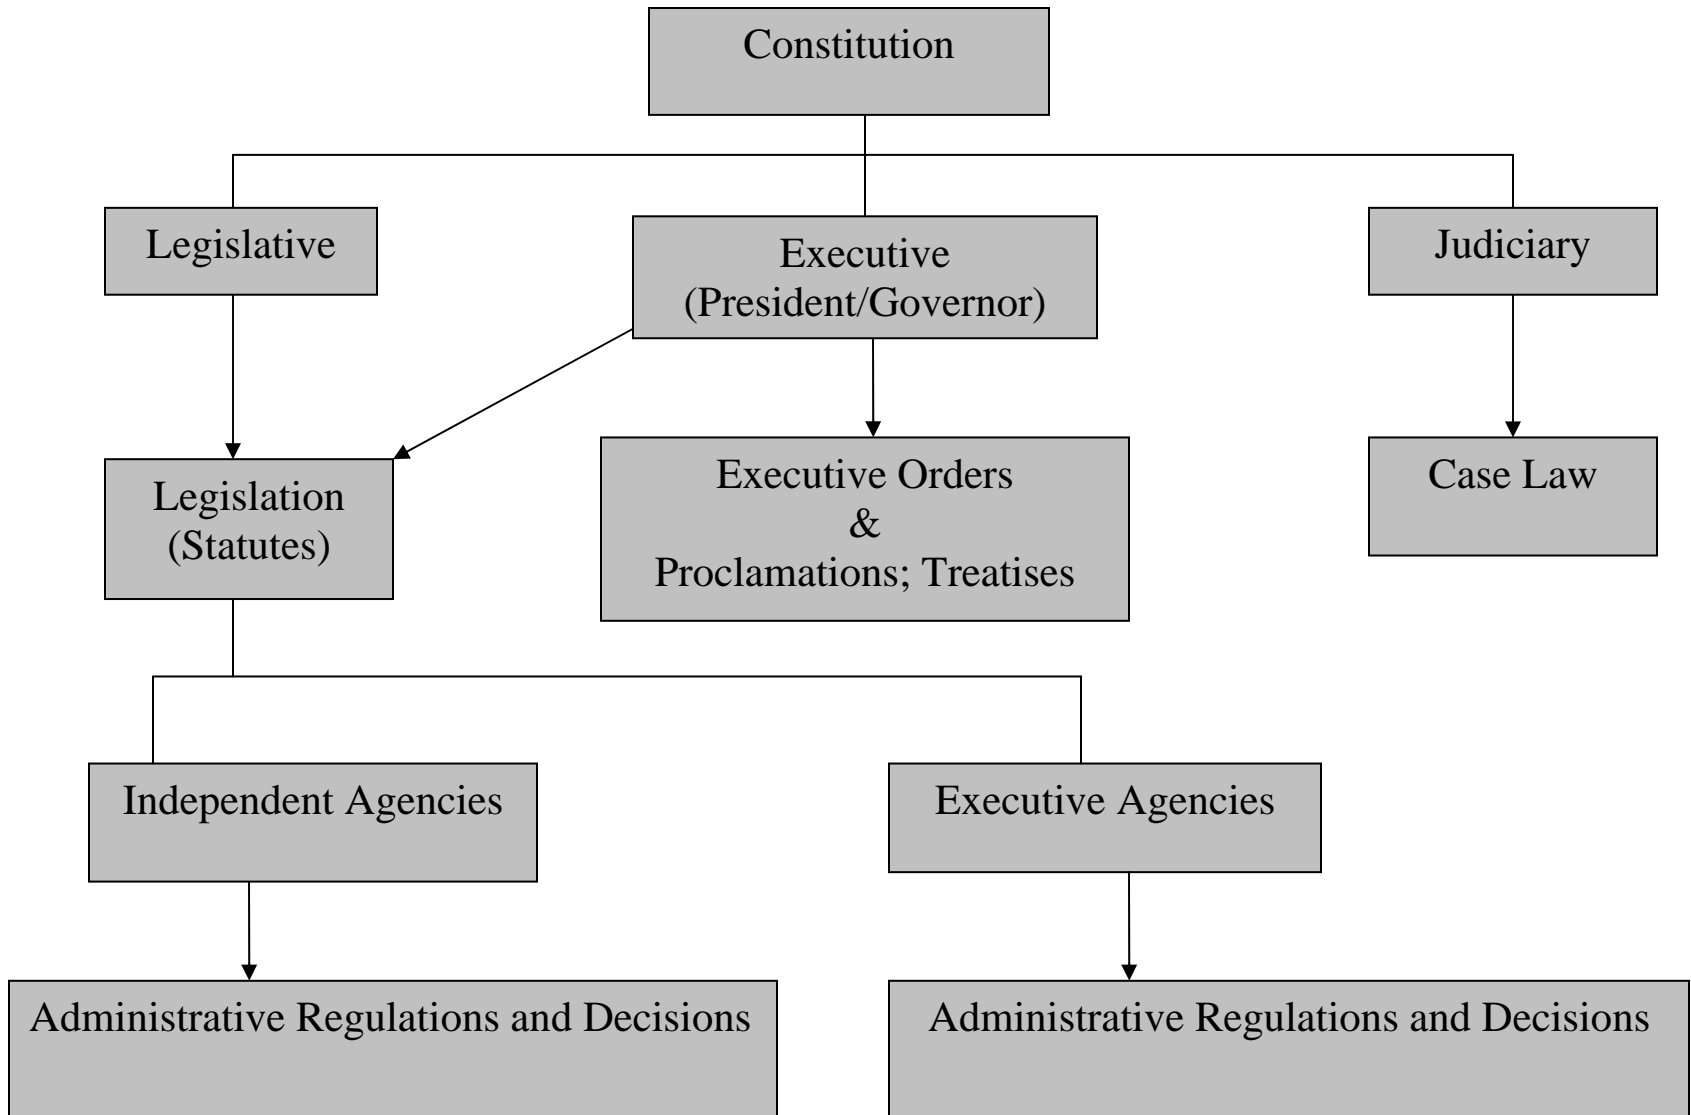 Constitution
Legislative
Executive
(President/Governor)
Judiciary
Legislation
(Statutes)
Executive Orders
&
Proclamations; Treatises
Case Law
Independent Agencies
Executive Agencies
Administrative Regulations and Decisions
Administrative Regulations and Decisions